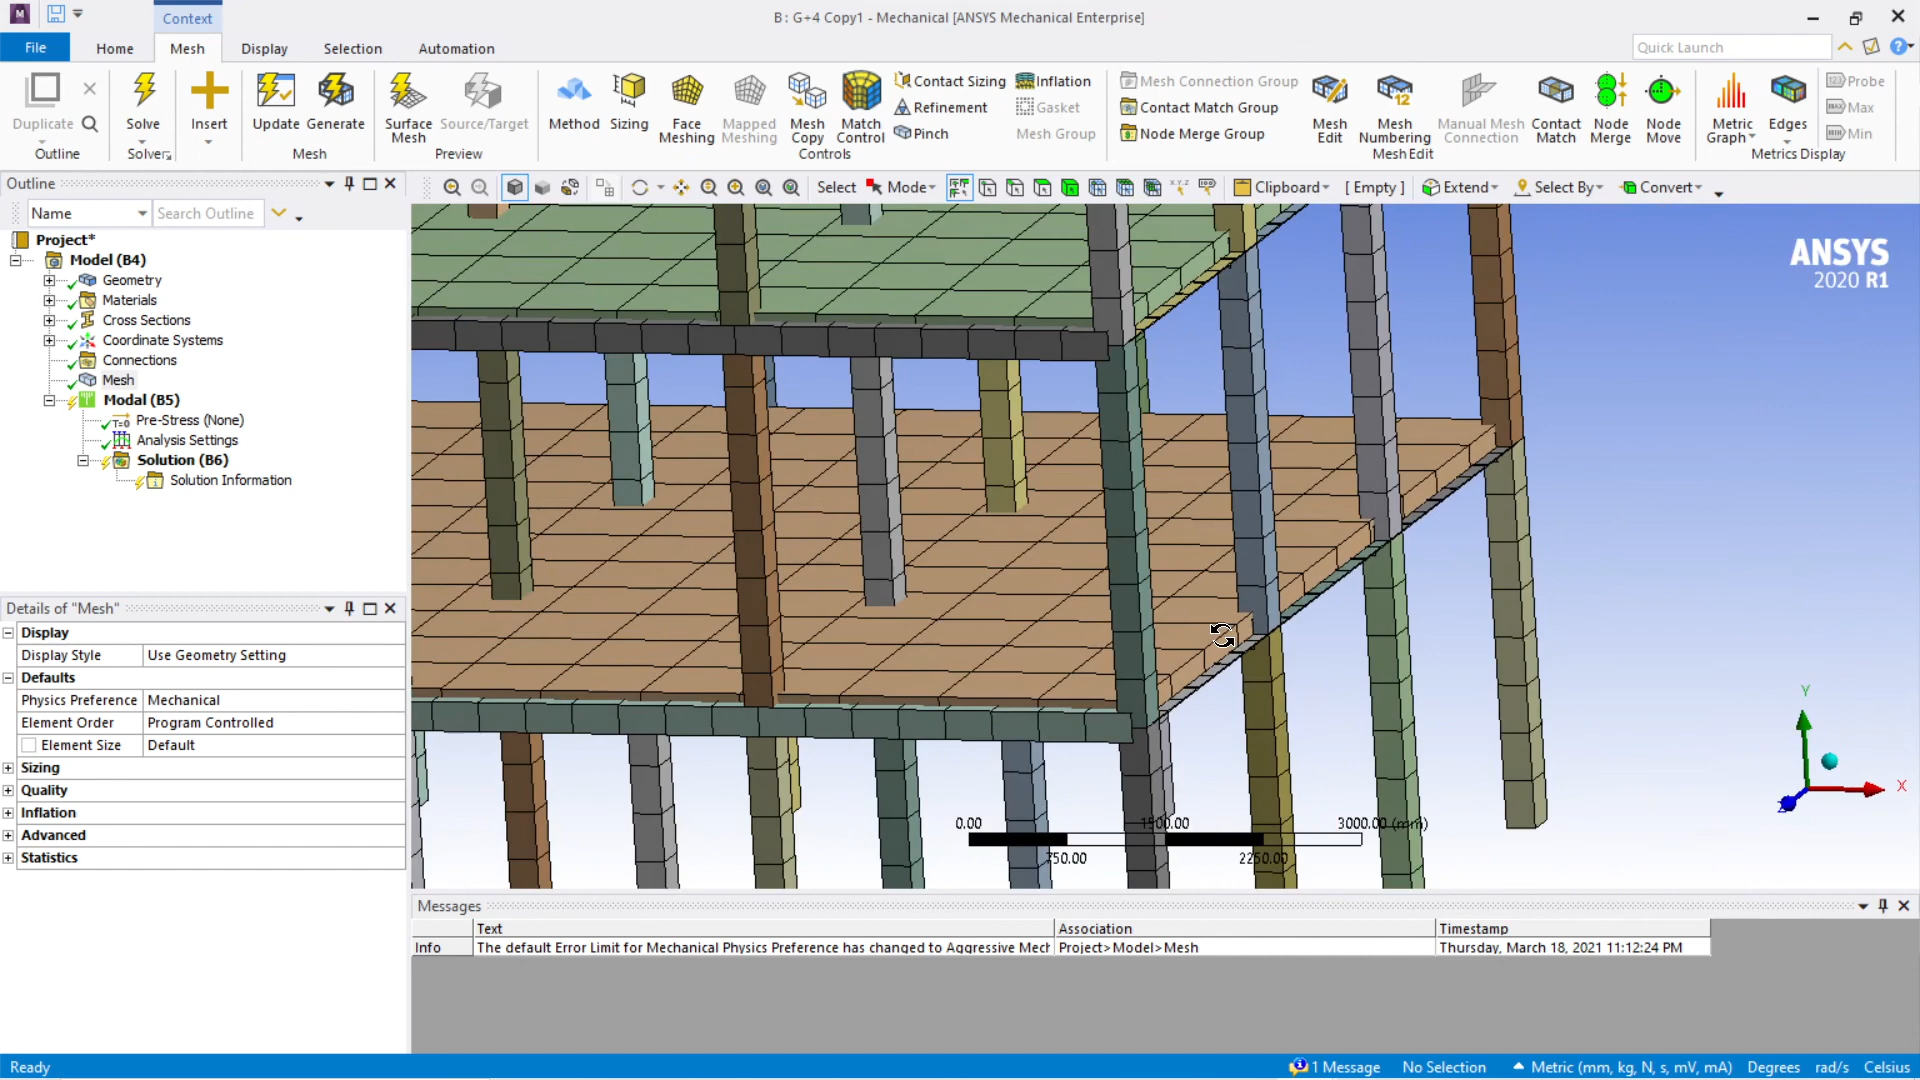 Context
B : G+4 Copy1 - Mechanical [ANSYS Mechanical Enterprise]
File Home Mesh Display Selection Automation
Quick Launch
Duplicate
Outline
Solve
Solver
Insert
Update Generate
Mesh
Surface Mesh
Source/Target
Preview
Method Sizing
Face Meshing
Mapped Meshing
Mesh Copy
Match Control
Contact Sizing
Refinement
Pinch
Inflation
Gasket
Mesh Group
Controls
Mesh Connection Group
Contact Match Group
Node Merge Group
Mesh Edit
Mesh Numbering
Manual Mesh Connection
Contact Match
Node Merge
Node Move
Mesh Edit
Metric Graph
Edges
Probe
Max
Min
Metrics Display
Outline
Name
Search Outline
Select Mode
Clipboard [ Empty ] Extend Select By Convert
Project*
Model (B4)
Geometry
Materials
Cross Sections
Coordinate Systems
Connections
Mesh
Modal (B5)
T=0 Pre-Stress (None)
Analysis Settings
Solution (B6)
Solution Information
ANSYS
2020 R1
Details of "Mesh"
Display
Display Style Use Geometry Setting
Defaults
Physics Preference Mechanical
Element Order Program Controlled
Element Size Default
Sizing
Quality
Inflation
Advanced
Statistics
Y
X
Z
0.00 1500.00 3000.00 (mm)
750.00 2250.00
Messages
Text Association Timestamp
Info The default Error Limit for Mechanical Physics Preference has changed to Aggressive Mech Project>Model>Mesh Thursday, March 18, 2021 11:12:24 PM
Ready 1 Message No Selection Metric (mm, kg, N, s, mV, mA) Degrees rad/s Celsius